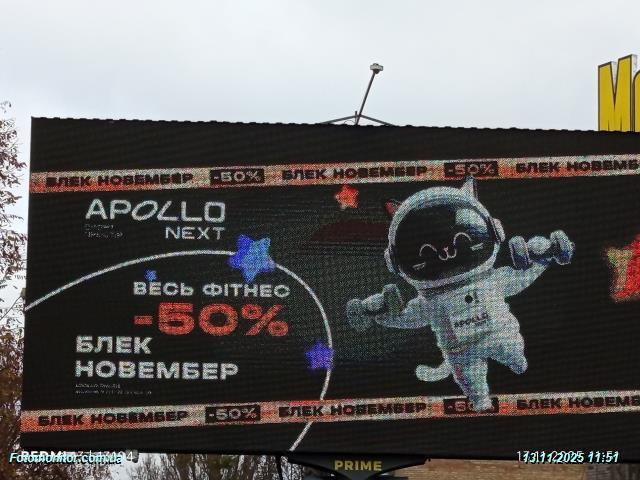 БЛЕК НОВЕМБЕР -50% БЛЕК НОВЕМБЕР -50% БЛЕК НОВЕМБЕР
APOLLO
NEXT
ВЕСЬ ФІТНЕС
-50%
БЛЕК
НОВЕМБЕР
APOLLO
БЛЕК НОВЕМБЕР -50% БЛЕК НОВЕМБЕР -50% БЛЕК НОВЕМБЕР
PRIME
Fotomonitor.com.ua
13.11.2025 11:51